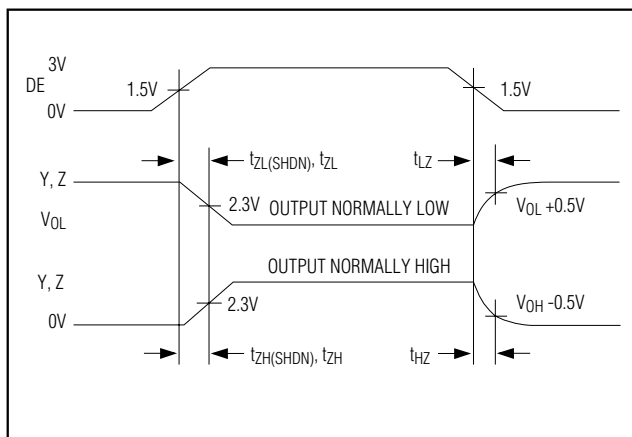 3V
DE
1.5V
1.5V
0V
tZL(SHDN), tZL
tLZ
Y, Z
2.3V
OUTPUT NORMALLY LOW
VOL +0.5V
VOL
OUTPUT NORMALLY HIGH
Y, Z
2.3V
VOH -0.5V
0V
tZH(SHDN), tZH
tHZ